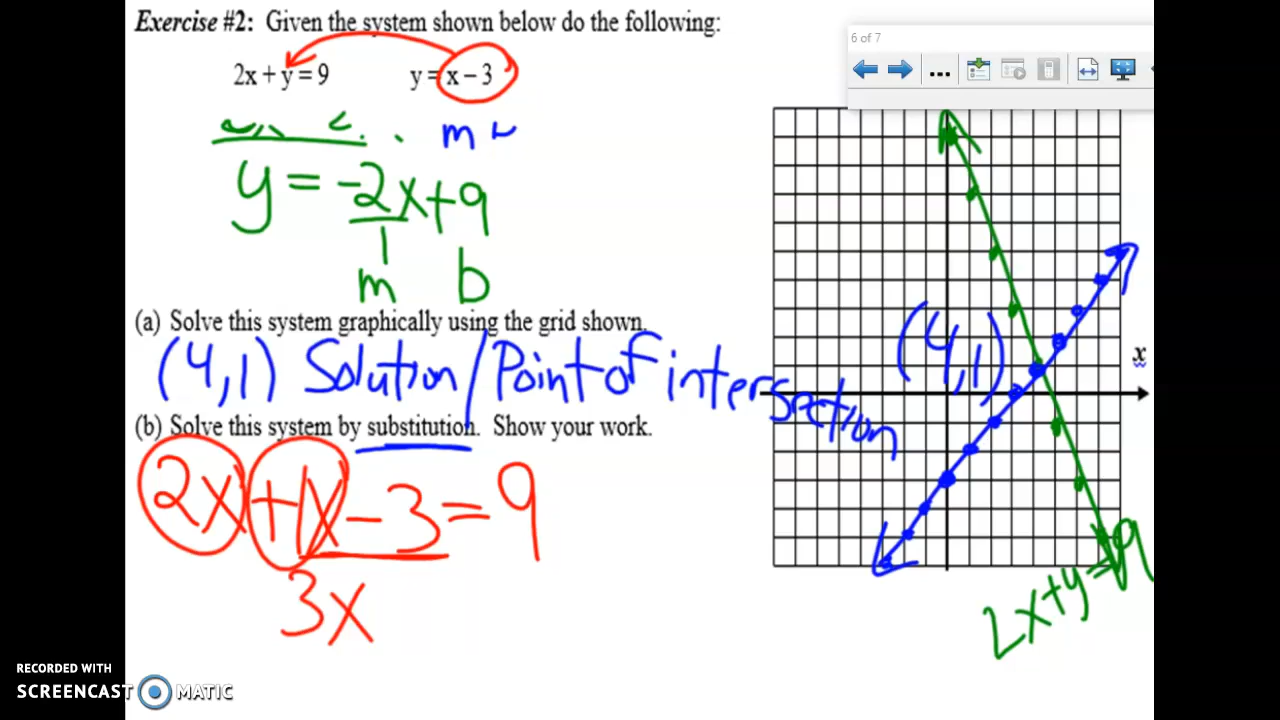 Exercise #2: Given the system shown below do the following:
6 of 7
2x + y = 9 y = x – 3
m
y = -2x+9
1
m b
(a) Solve this system graphically using the grid shown.
(4,1) Solution/Point of intersection
(4,1)
x
(b) Solve this system by substitution. Show your work.
2x+1x-3=9
3x
2x+y=9
RECORDED WITH
SCREENCAST MATIC